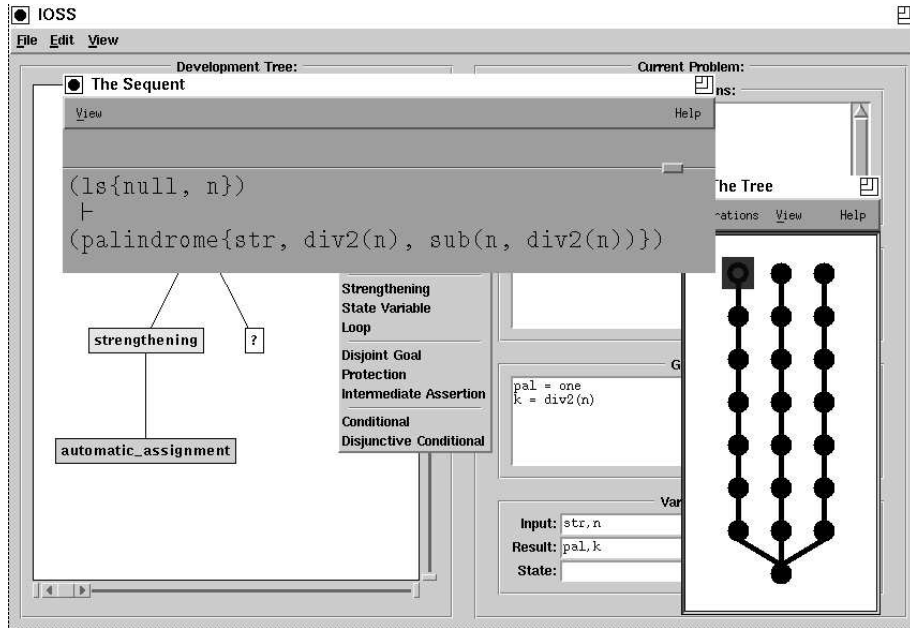 IOSS
File Edit View
Development Tree:
Current Problem:
The Sequent
ns:
View
Help
(ls{null, n})
⊢
(palindrome{str, div2(n), sub(n, div2(n))})
he Tree
rations View Help
Strengthening
State Variable
Loop
strengthening
?
Disjoint Goal
Protection
Intermediate Assertion
G
pal = one
k = div2(n)
Conditional
Disjunctive Conditional
automatic_assignment
Var
Input: str,n
Result: pal,k
State: